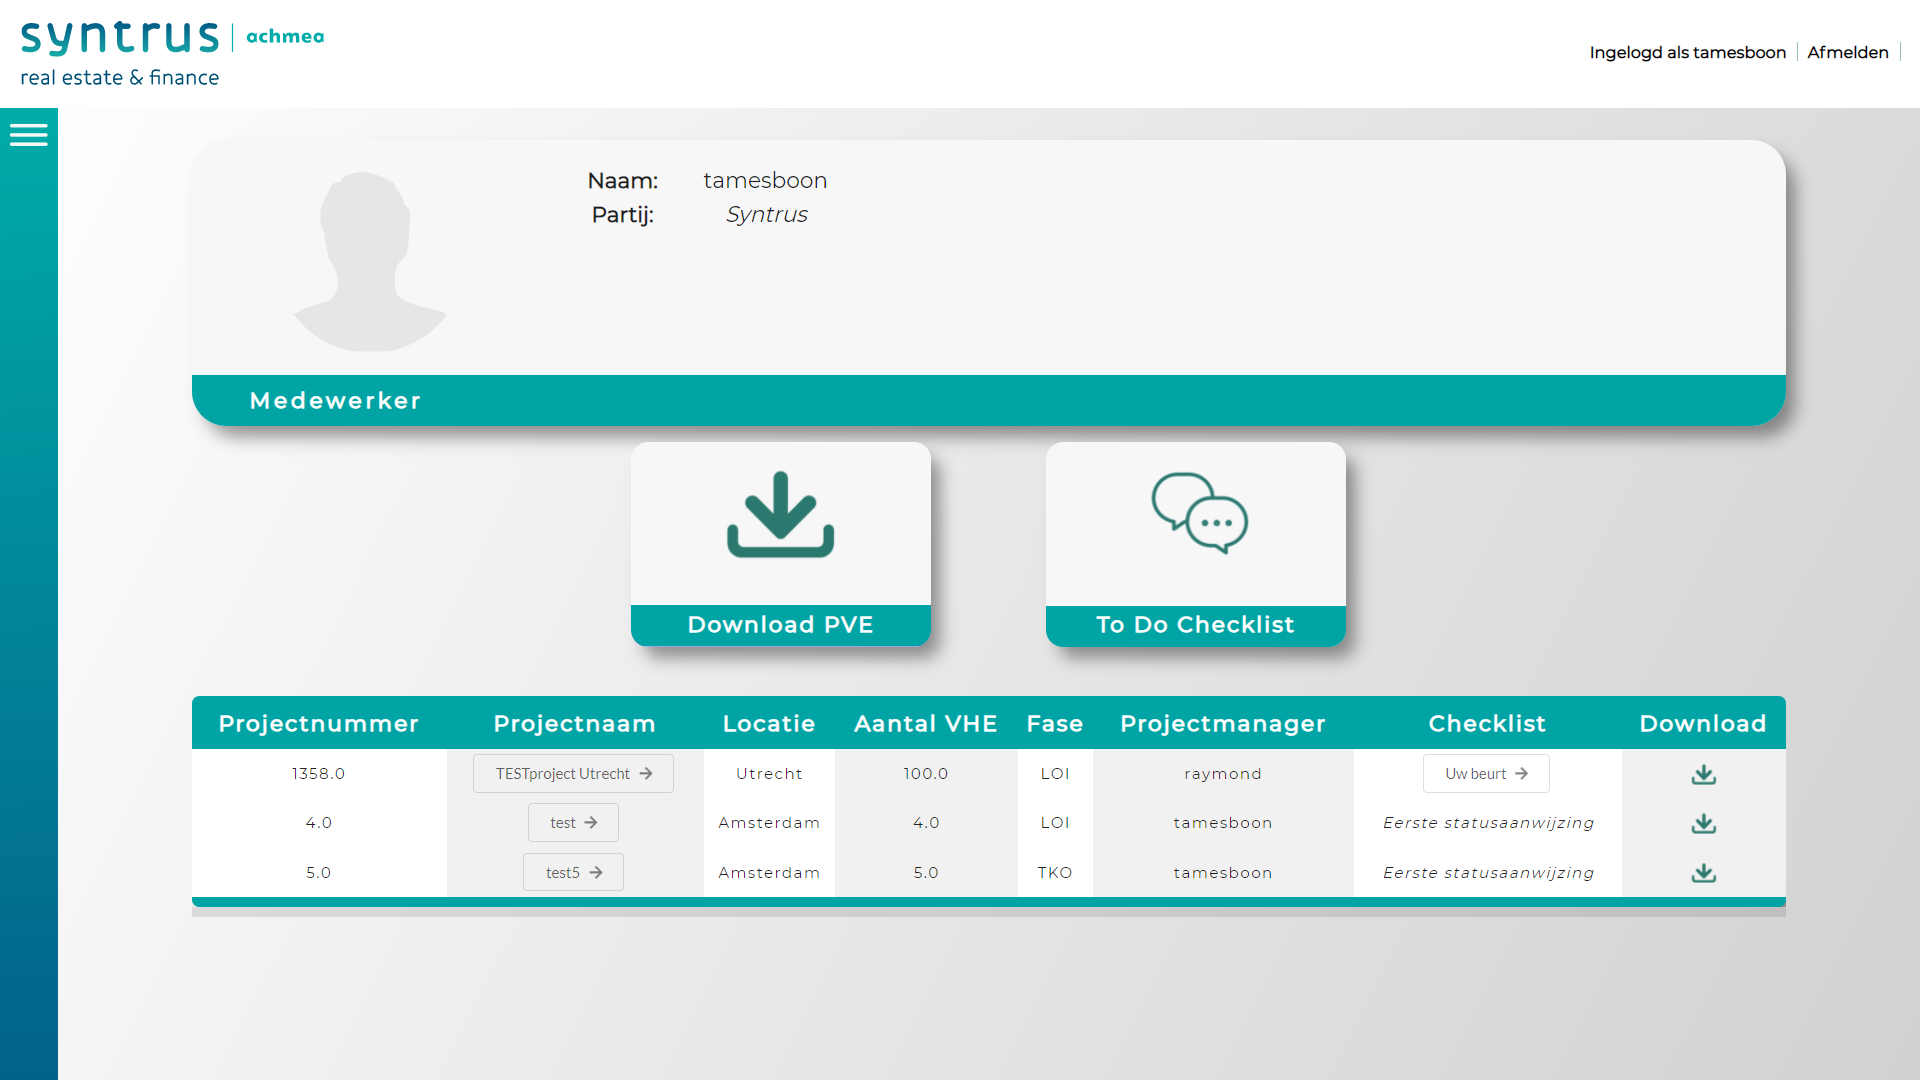 syntrus | achmea
real estate & finance
Ingelogd als tamesboon | Afmelden
Naam: tamesboon
Partij: Syntrus
Medewerker
Download PVE
To Do Checklist
Projectnummer Projectnaam Locatie Aantal VHE Fase Projectmanager Checklist Download
1358.0 TESTproject Utrecht → Utrecht 100.0 LOI raymond Uw beurt →
4.0 test → Amsterdam 4.0 LOI tamesboon Eerste statusaanwijzing
5.0 test5 → Amsterdam 5.0 TKO tamesboon Eerste statusaanwijzing